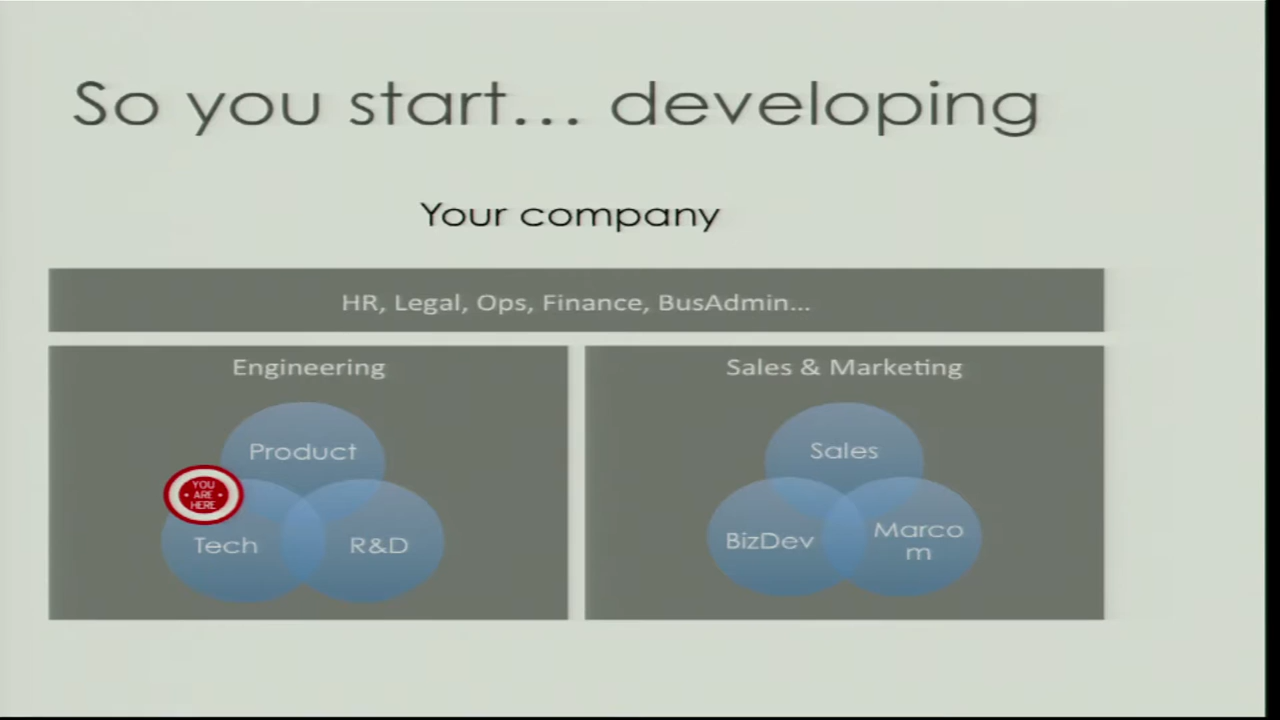 So you start... developing
Your company
HR, Legal, Ops, Finance, BusAdmin...
Engineering
Sales & Marketing
Product
YOU
• ARE •
HERE
Tech
R&D
Sales
BizDev
Marco
m